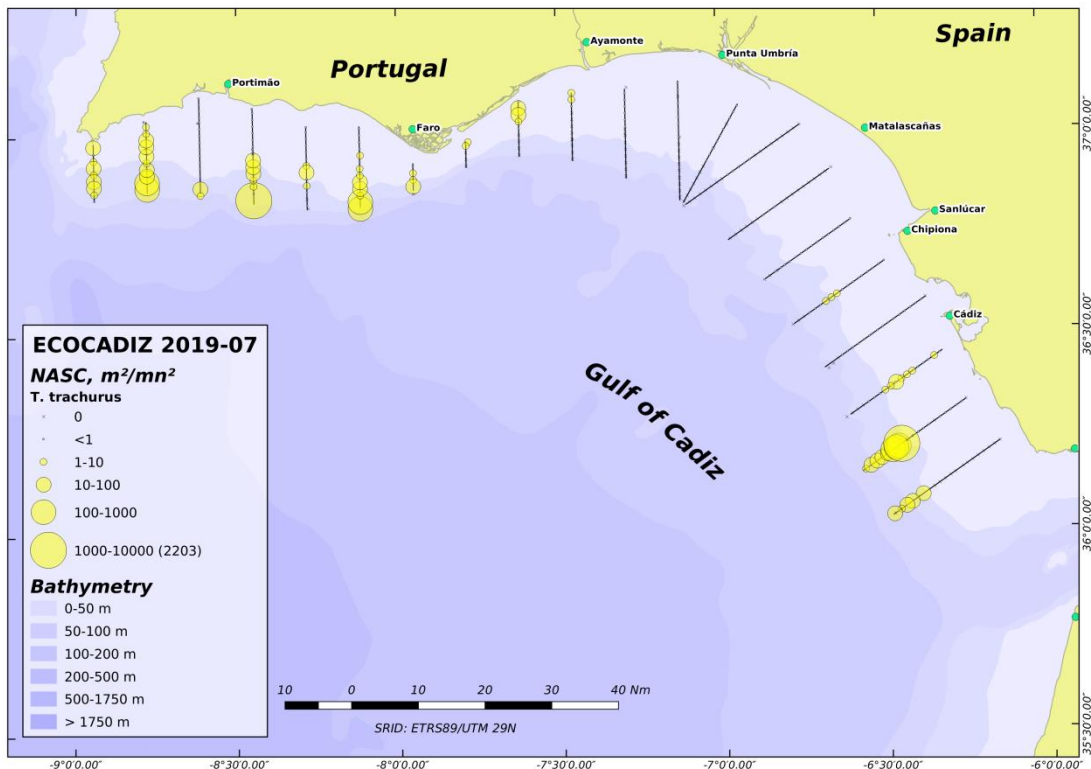 Spain
Ayamonte
Punta Umbría
Portugal
Portimão
Faro
Matalascañas
Sanlúcar
Chipiona
Cádiz
Gulf of Cadiz
ECOCADIZ 2019-07
NASC, m²/mn²
T. trachurus
0
<1
1-10
10-100
100-1000
1000-10000 (2203)
Bathymetry
0-50 m
50-100 m
100-200 m
200-500 m
500-1750 m
> 1750 m
10 0 10 20 30 40 Nm
SRID: ETRS89/UTM 29N
37°0'0.00"
36°30'0.00"
36°0'0.00"
35°30'0.00"
-9°0'0.00" -8°30'0.00" -8°0'0.00" -7°30'0.00" -7°0'0.00" -6°30'0.00" -6°0'0.00"